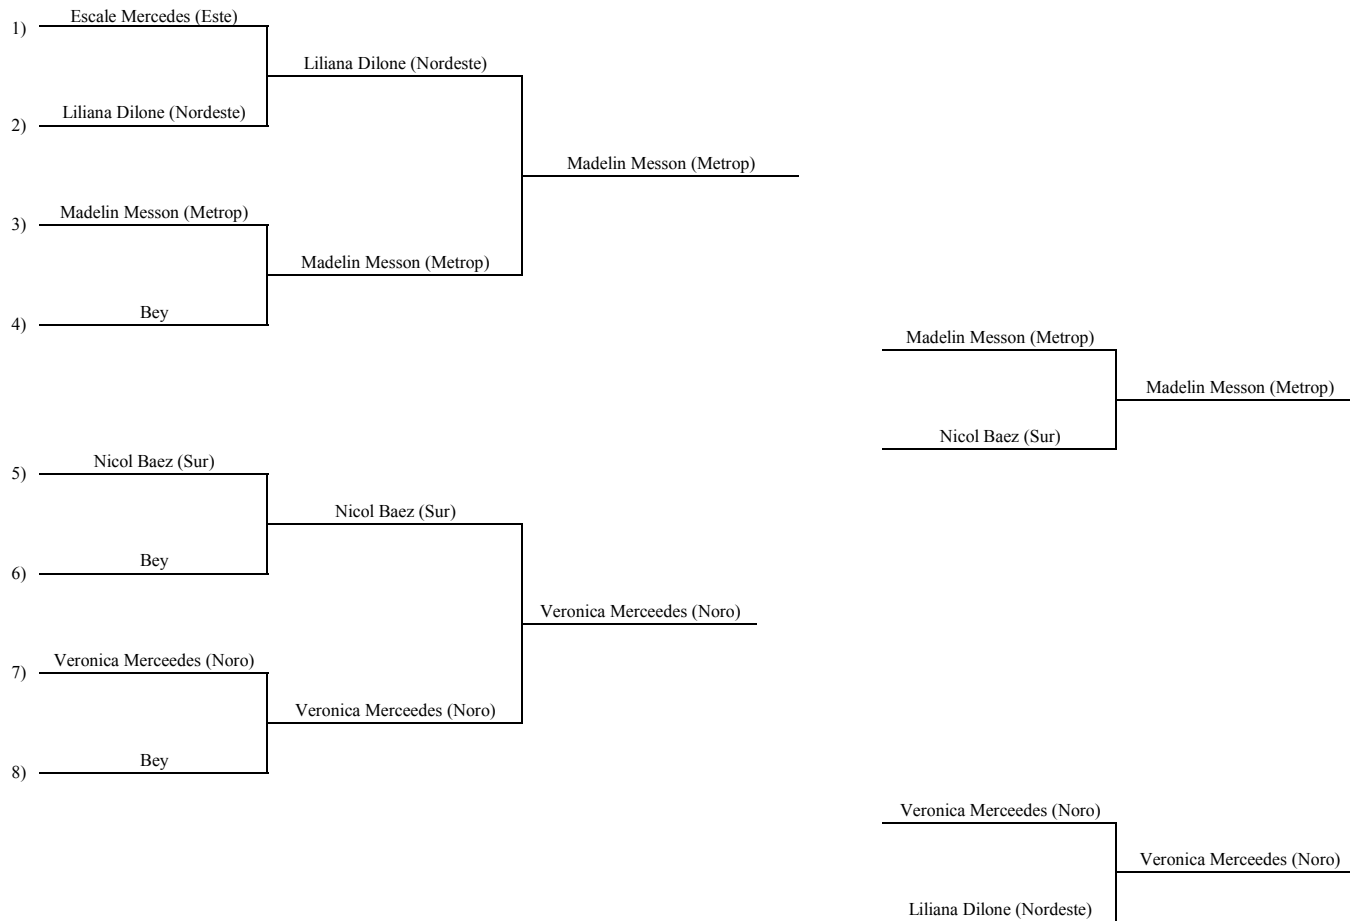 Escale Mercedes (Este)
1)
Liliana Dilone (Nordeste)
Liliana Dilone (Nordeste)
2)
Madelin Messon (Metrop)
Madelin Messon (Metrop)
3)
Madelin Messon (Metrop)
Bey
4)
Madelin Messon (Metrop)
Madelin Messon (Metrop)
Nicol Baez (Sur)
Nicol Baez (Sur)
5)
Nicol Baez (Sur)
Bey
6)
Veronica Merceedes (Noro)
Veronica Merceedes (Noro)
7)
Veronica Merceedes (Noro)
Bey
8)
Veronica Merceedes (Noro)
Veronica Merceedes (Noro)
Liliana Dilone (Nordeste)